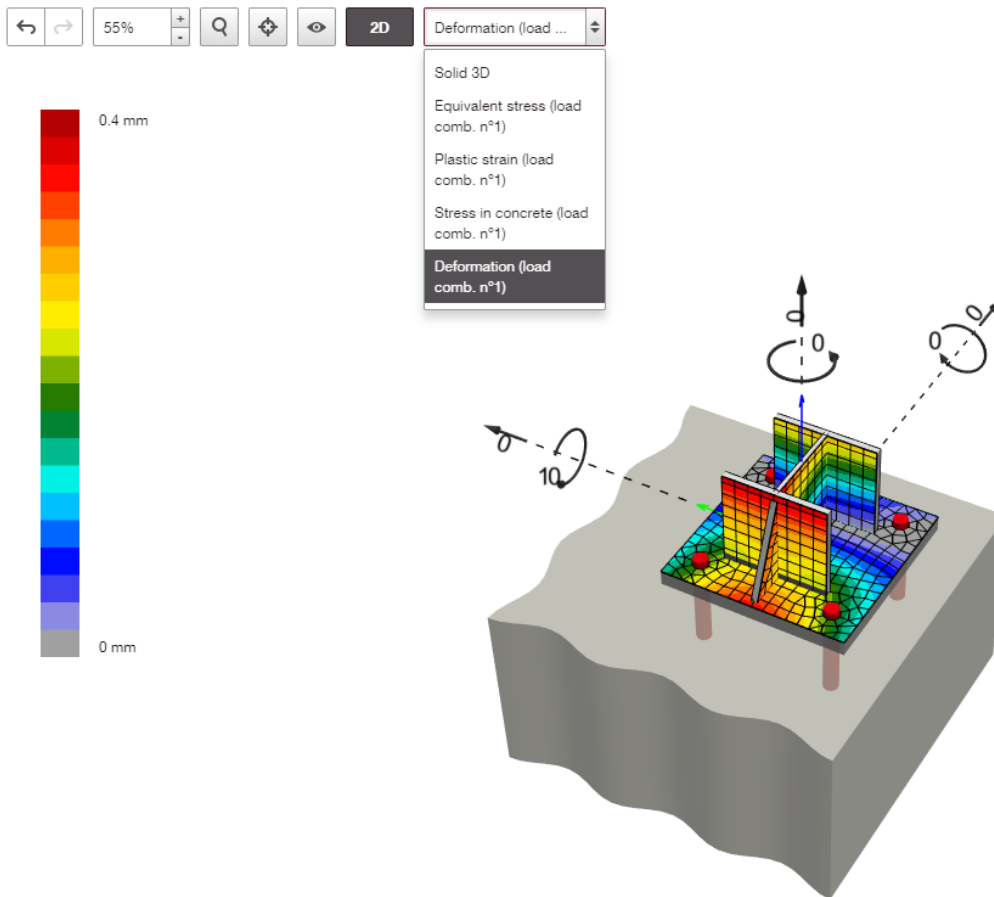 55%
+
-
2D
Deformation (load ...
Solid 3D
Equivalent stress (load
comb. n°1)
Plastic strain (load
comb. n°1)
Stress in concrete (load
comb. n°1)
Deformation (load
comb. n°1)
0.4 mm
0 mm
0
0
0
0
0
10